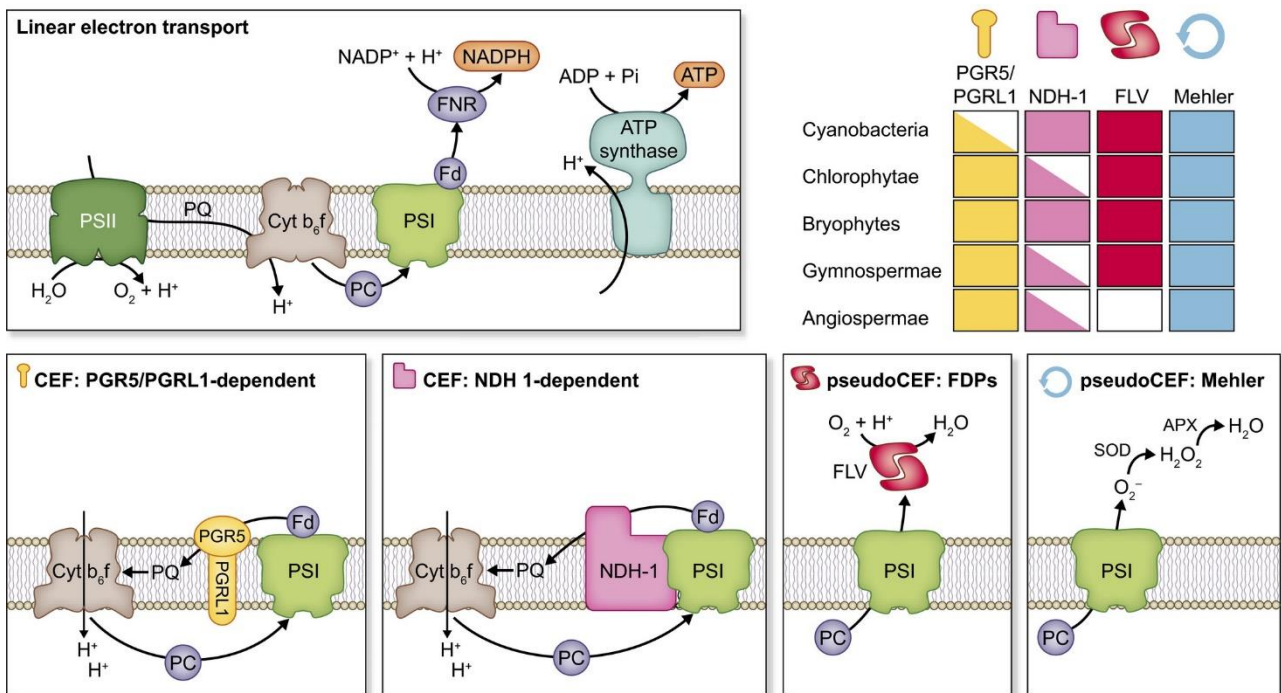 Linear electron transport
NADP⁺ + H⁺
NADPH
FNR
Fd
ADP + Pi
ATP
ATP
synthase
H⁺
PSII
PQ
Cyt b₆f
PSI
PC
H₂O
O₂ + H⁺
H⁺
PGR5/
PGRL1
NDH-1
FLV
Mehler
Cyanobacteria
Chlorophytae
Bryophytes
Gymnospermae
Angiospermae
CEF: PGR5/PGRL1-dependent
Fd
PGR5
PGRL1
Cyt b₆f
PQ
PSI
H⁺
H⁺
PC
CEF: NDH 1-dependent
Fd
Cyt b₆f
PQ
NDH-1
PSI
H⁺
H⁺
PC
pseudoCEF: FDPs
O₂ + H⁺
H₂O
FLV
PSI
PC
pseudoCEF: Mehler
APX
H₂O
SOD
H₂O₂
O₂⁻
PSI
PC